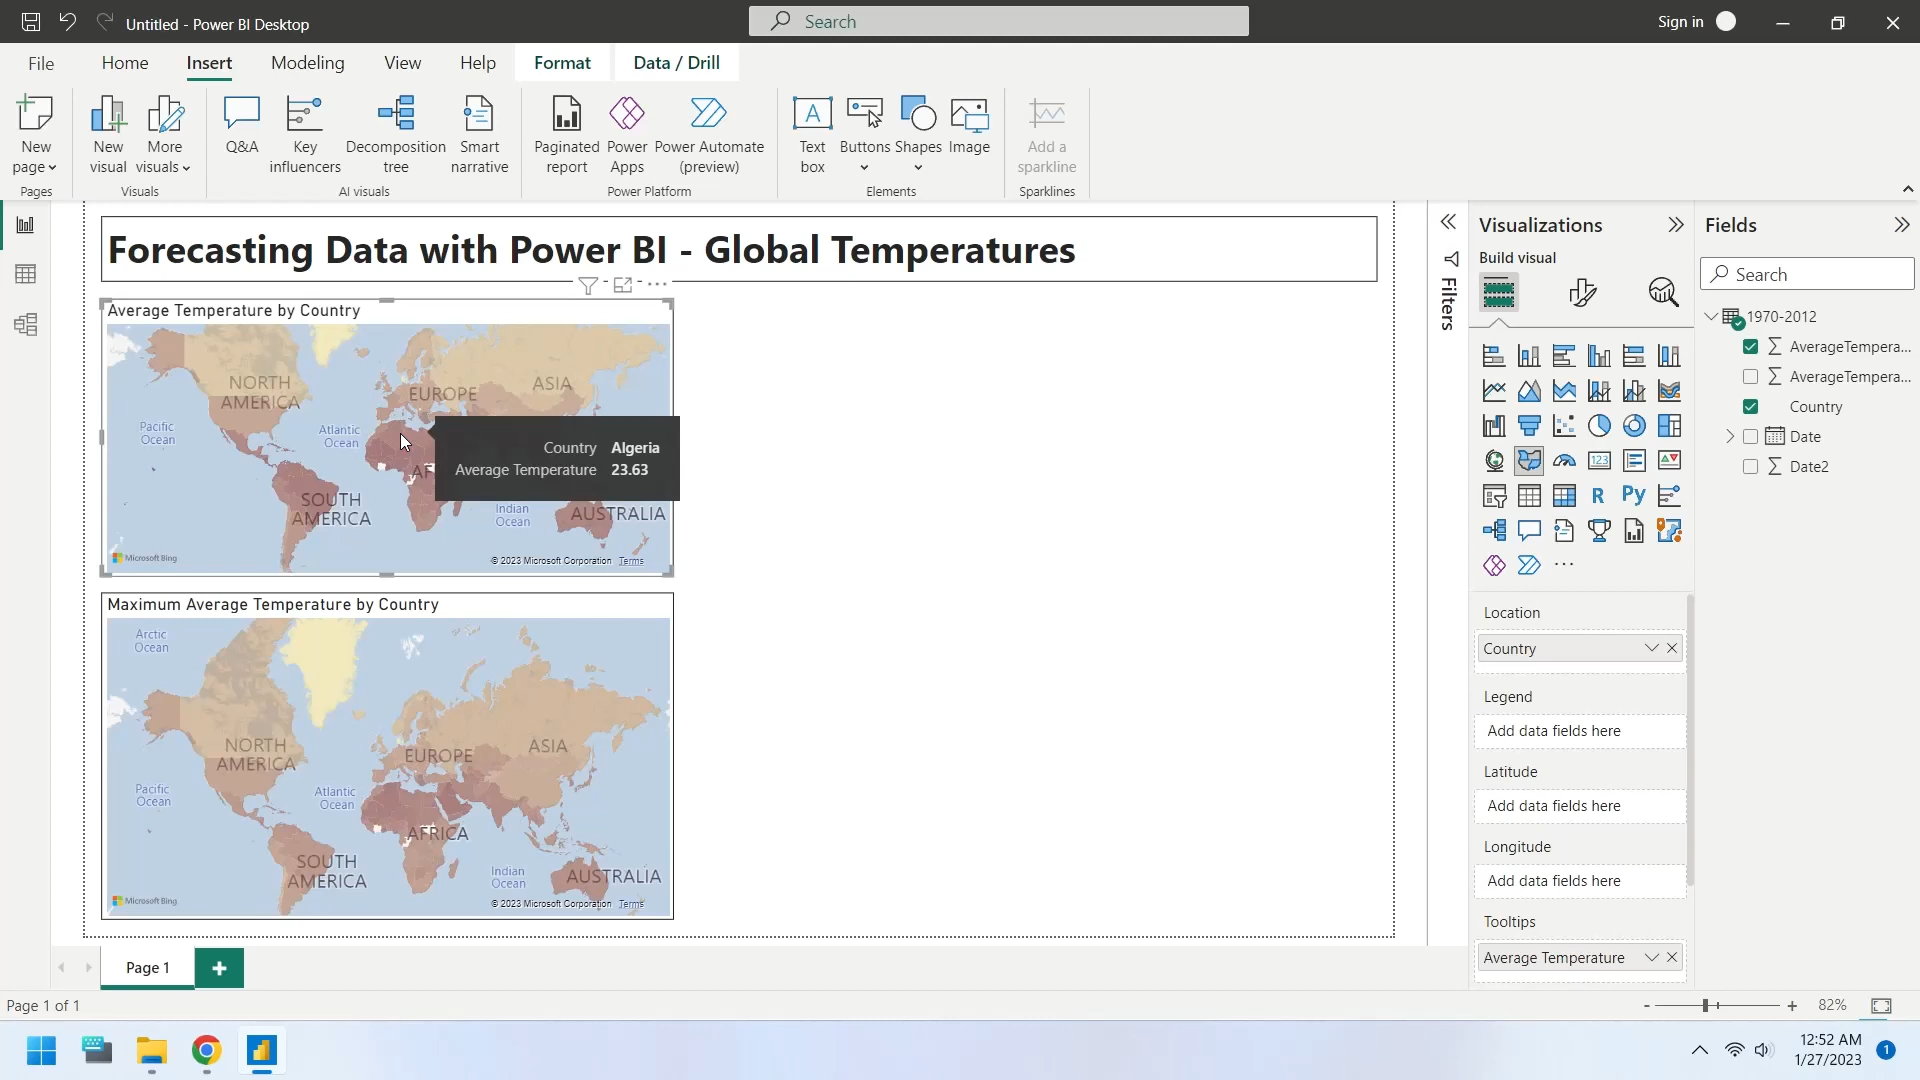 Untitled - Power BI Desktop
Search
Sign in
File
Home
Insert
Modeling
View
Help
Format
Data / Drill
New page
New visual
More visuals
Q&A
Key influencers
Decomposition tree
Smart narrative
Paginated report
Power Apps
Power Automate (preview)
Text box
Buttons
Shapes
Image
Add a sparkline
Pages
Visuals
AI visuals
Power Platform
Elements
Sparklines
Forecasting Data with Power BI - Global Temperatures
Average Temperature by Country
NORTH
AMERICA
EUROPE
ASIA
Pacific
Ocean
Atlantic
Ocean
Country Algeria
Average Temperature 23.63
SOUTH
AMERICA
Indian
Ocean
AUSTRALIA
Microsoft Bing
© 2023 Microsoft Corporation Terms
Maximum Average Temperature by Country
Arctic
Ocean
NORTH
AMERICA
EUROPE
ASIA
Pacific
Ocean
Atlantic
Ocean
AFRICA
SOUTH
AMERICA
Indian
Ocean
AUSTRALIA
Microsoft Bing
© 2023 Microsoft Corporation Terms
Filters
Visualizations
Build visual
R
Py
123
Location
Country
Legend
Add data fields here
Latitude
Add data fields here
Longitude
Add data fields here
Tooltips
Average Temperature
Fields
Search
1970-2012
AverageTempera...
AverageTempera...
Country
Date
Date2
Page 1
Page 1 of 1
82%
12:52 AM
1/27/2023
1